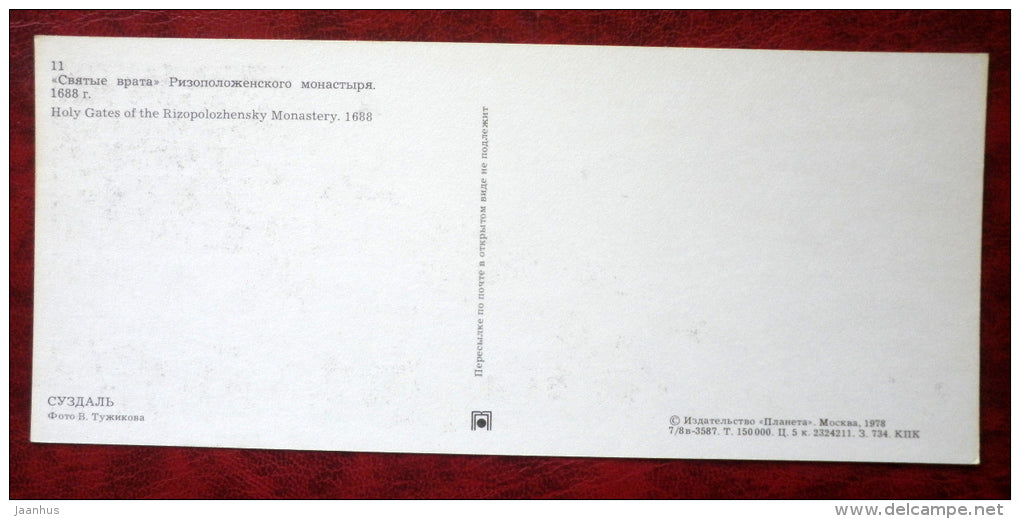 11
«Святые врата» Ризоположенского монастыря.
1688 г.
Holy Gates of the Rizopolozhensky Monastery. 1688
Пересылке по почте в открытом виде не подлежит
СУЗДАЛЬ
Фото В. Тужикова
© Издательство «Планета». Москва, 1978
7/8в-3587. Т. 150 000. Ц. 5 к. 2324211. З. 734. КПК
Jaanhus
delcampe.net